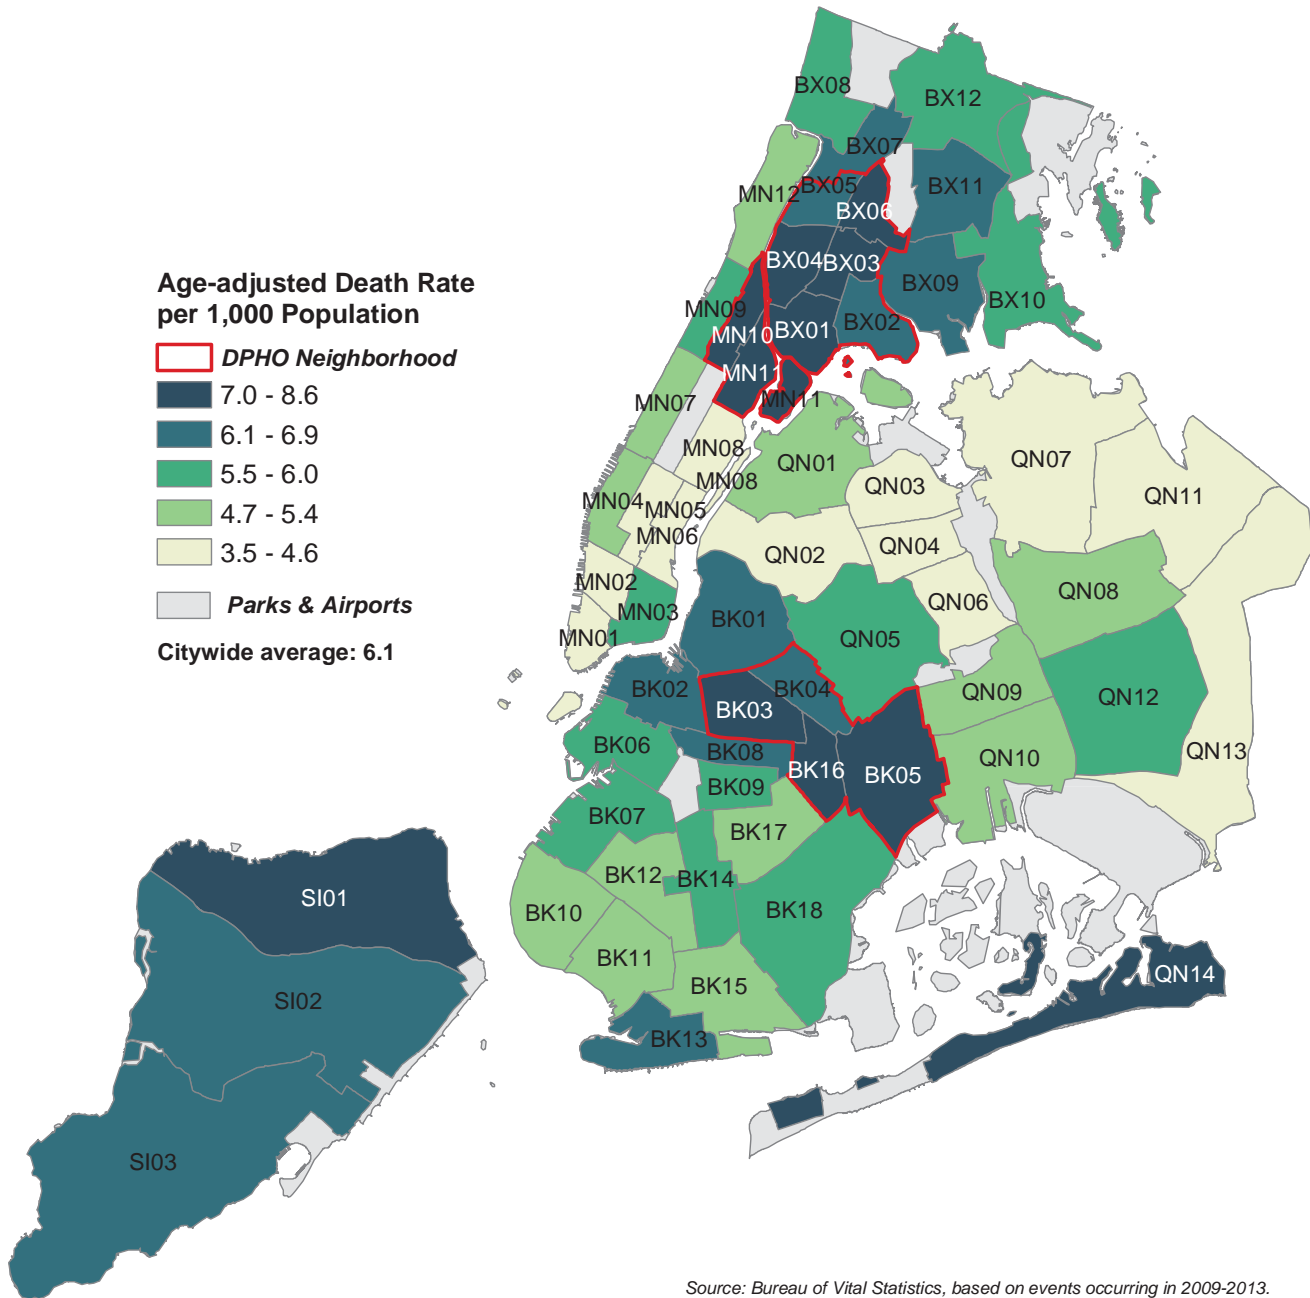 Age-adjusted Death Rate
per 1,000 Population
DPHO Neighborhood
7.0 - 8.6
6.1 - 6.9
5.5 - 6.0
4.7 - 5.4
3.5 - 4.6
Parks & Airports
Citywide average: 6.1
BX08
BX12
BX07
BX05
BX11
MN12
BX06
BX04
BX03
BX09
BX10
MN09
MN10
BX01
BX02
MN11
MN11
MN07
MN08
QN01
QN07
MN08
QN03
QN11
MN04
MN05
MN06
QN02
QN04
MN02
QN08
QN06
MN03
BK01
MN01
QN05
BK02
BK04
QN09
QN12
BK03
BK06
BK08
QN13
QN10
BK16
BK05
BK09
BK07
BK17
BK12
BK14
SI01
BK10
BK18
BK11
QN14
BK15
SI02
BK13
SI03
Source: Bureau of Vital Statistics, based on events occurring in 2009-2013.